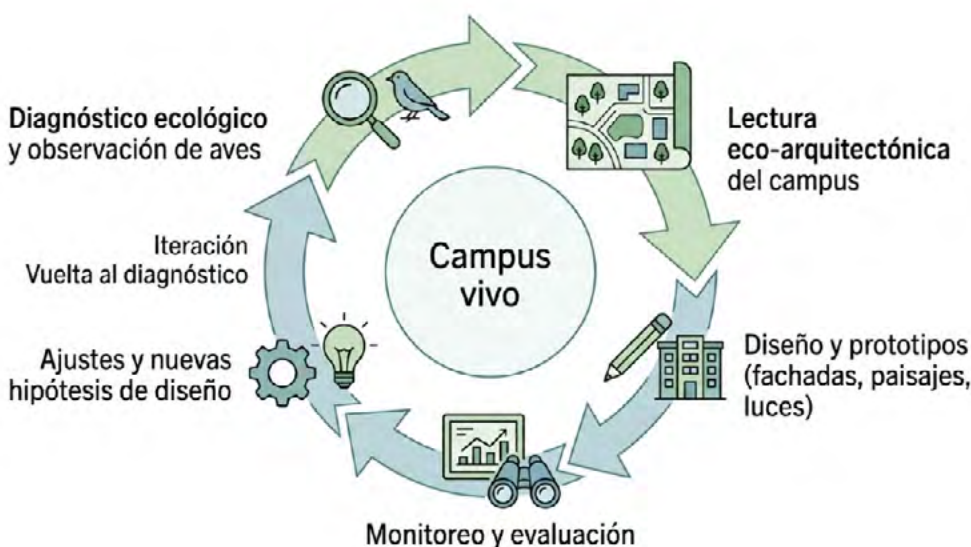 Diagnóstico ecológico
y observación de aves
Lectura
eco-arquitectónica
del campus
Campus
vivo
Iteración
Vuelta al diagnóstico
Diseño y prototipos
(fachadas, paisajes,
luces)
Ajustes y nuevas
hipótesis de diseño
Monitoreo y evaluación